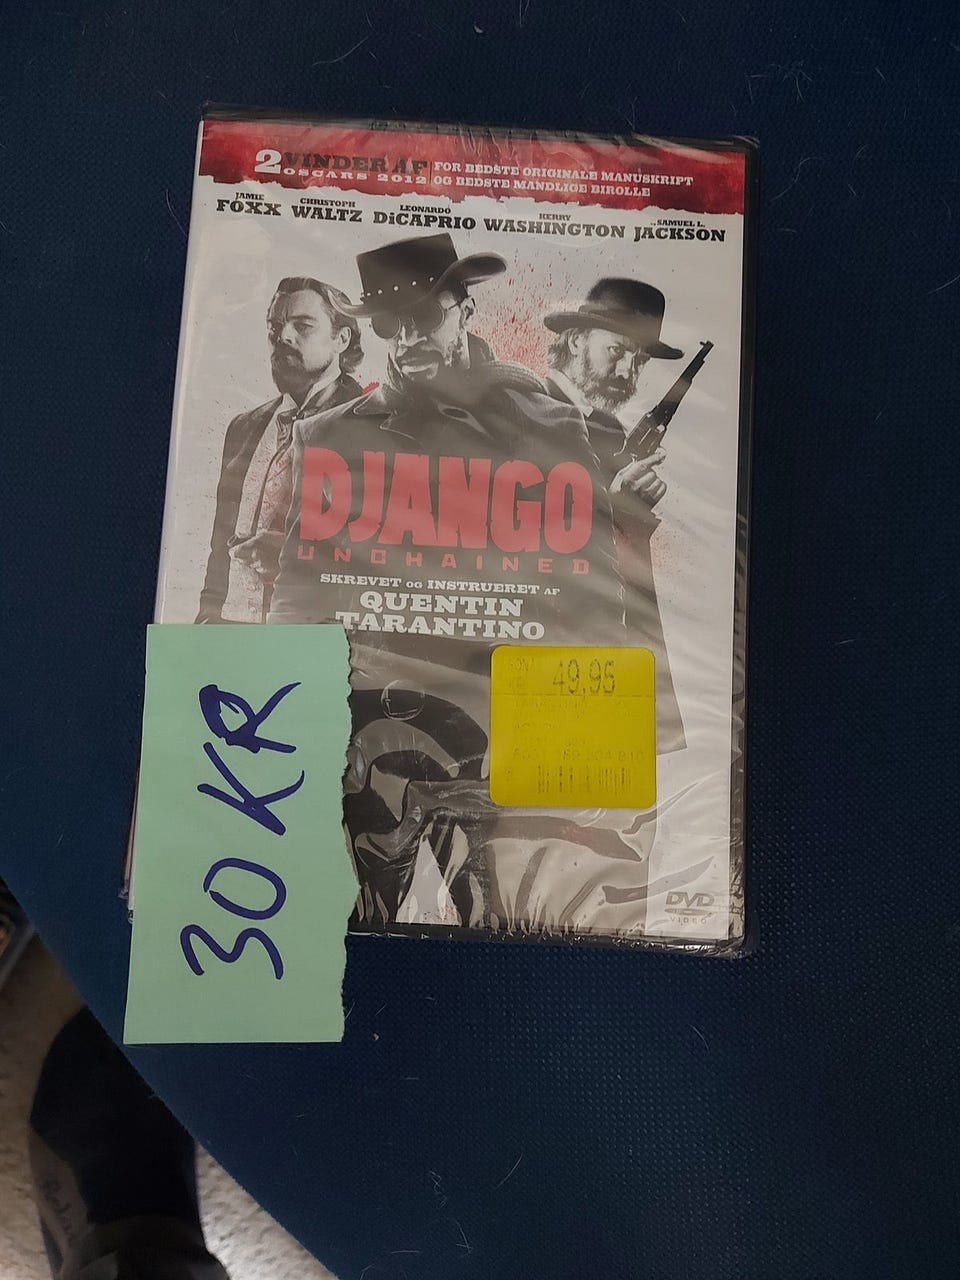 2 VINDER AF OSCARS 2012
FOR BEDSTE ORIGINALE MANUSKRIPT
OG BEDSTE MANDLIGE BIROLLE
JAMIE FOXX CHRISTOPH WALTZ LEONARDO DiCAPRIO KERRY WASHINGTON SAMUEL L. JACKSON
DJANGO
UNCHAINED
SKREVET OG INSTRUERET AF
QUENTIN
TARANTINO
49,95
30 KR
DVD
VIDEO